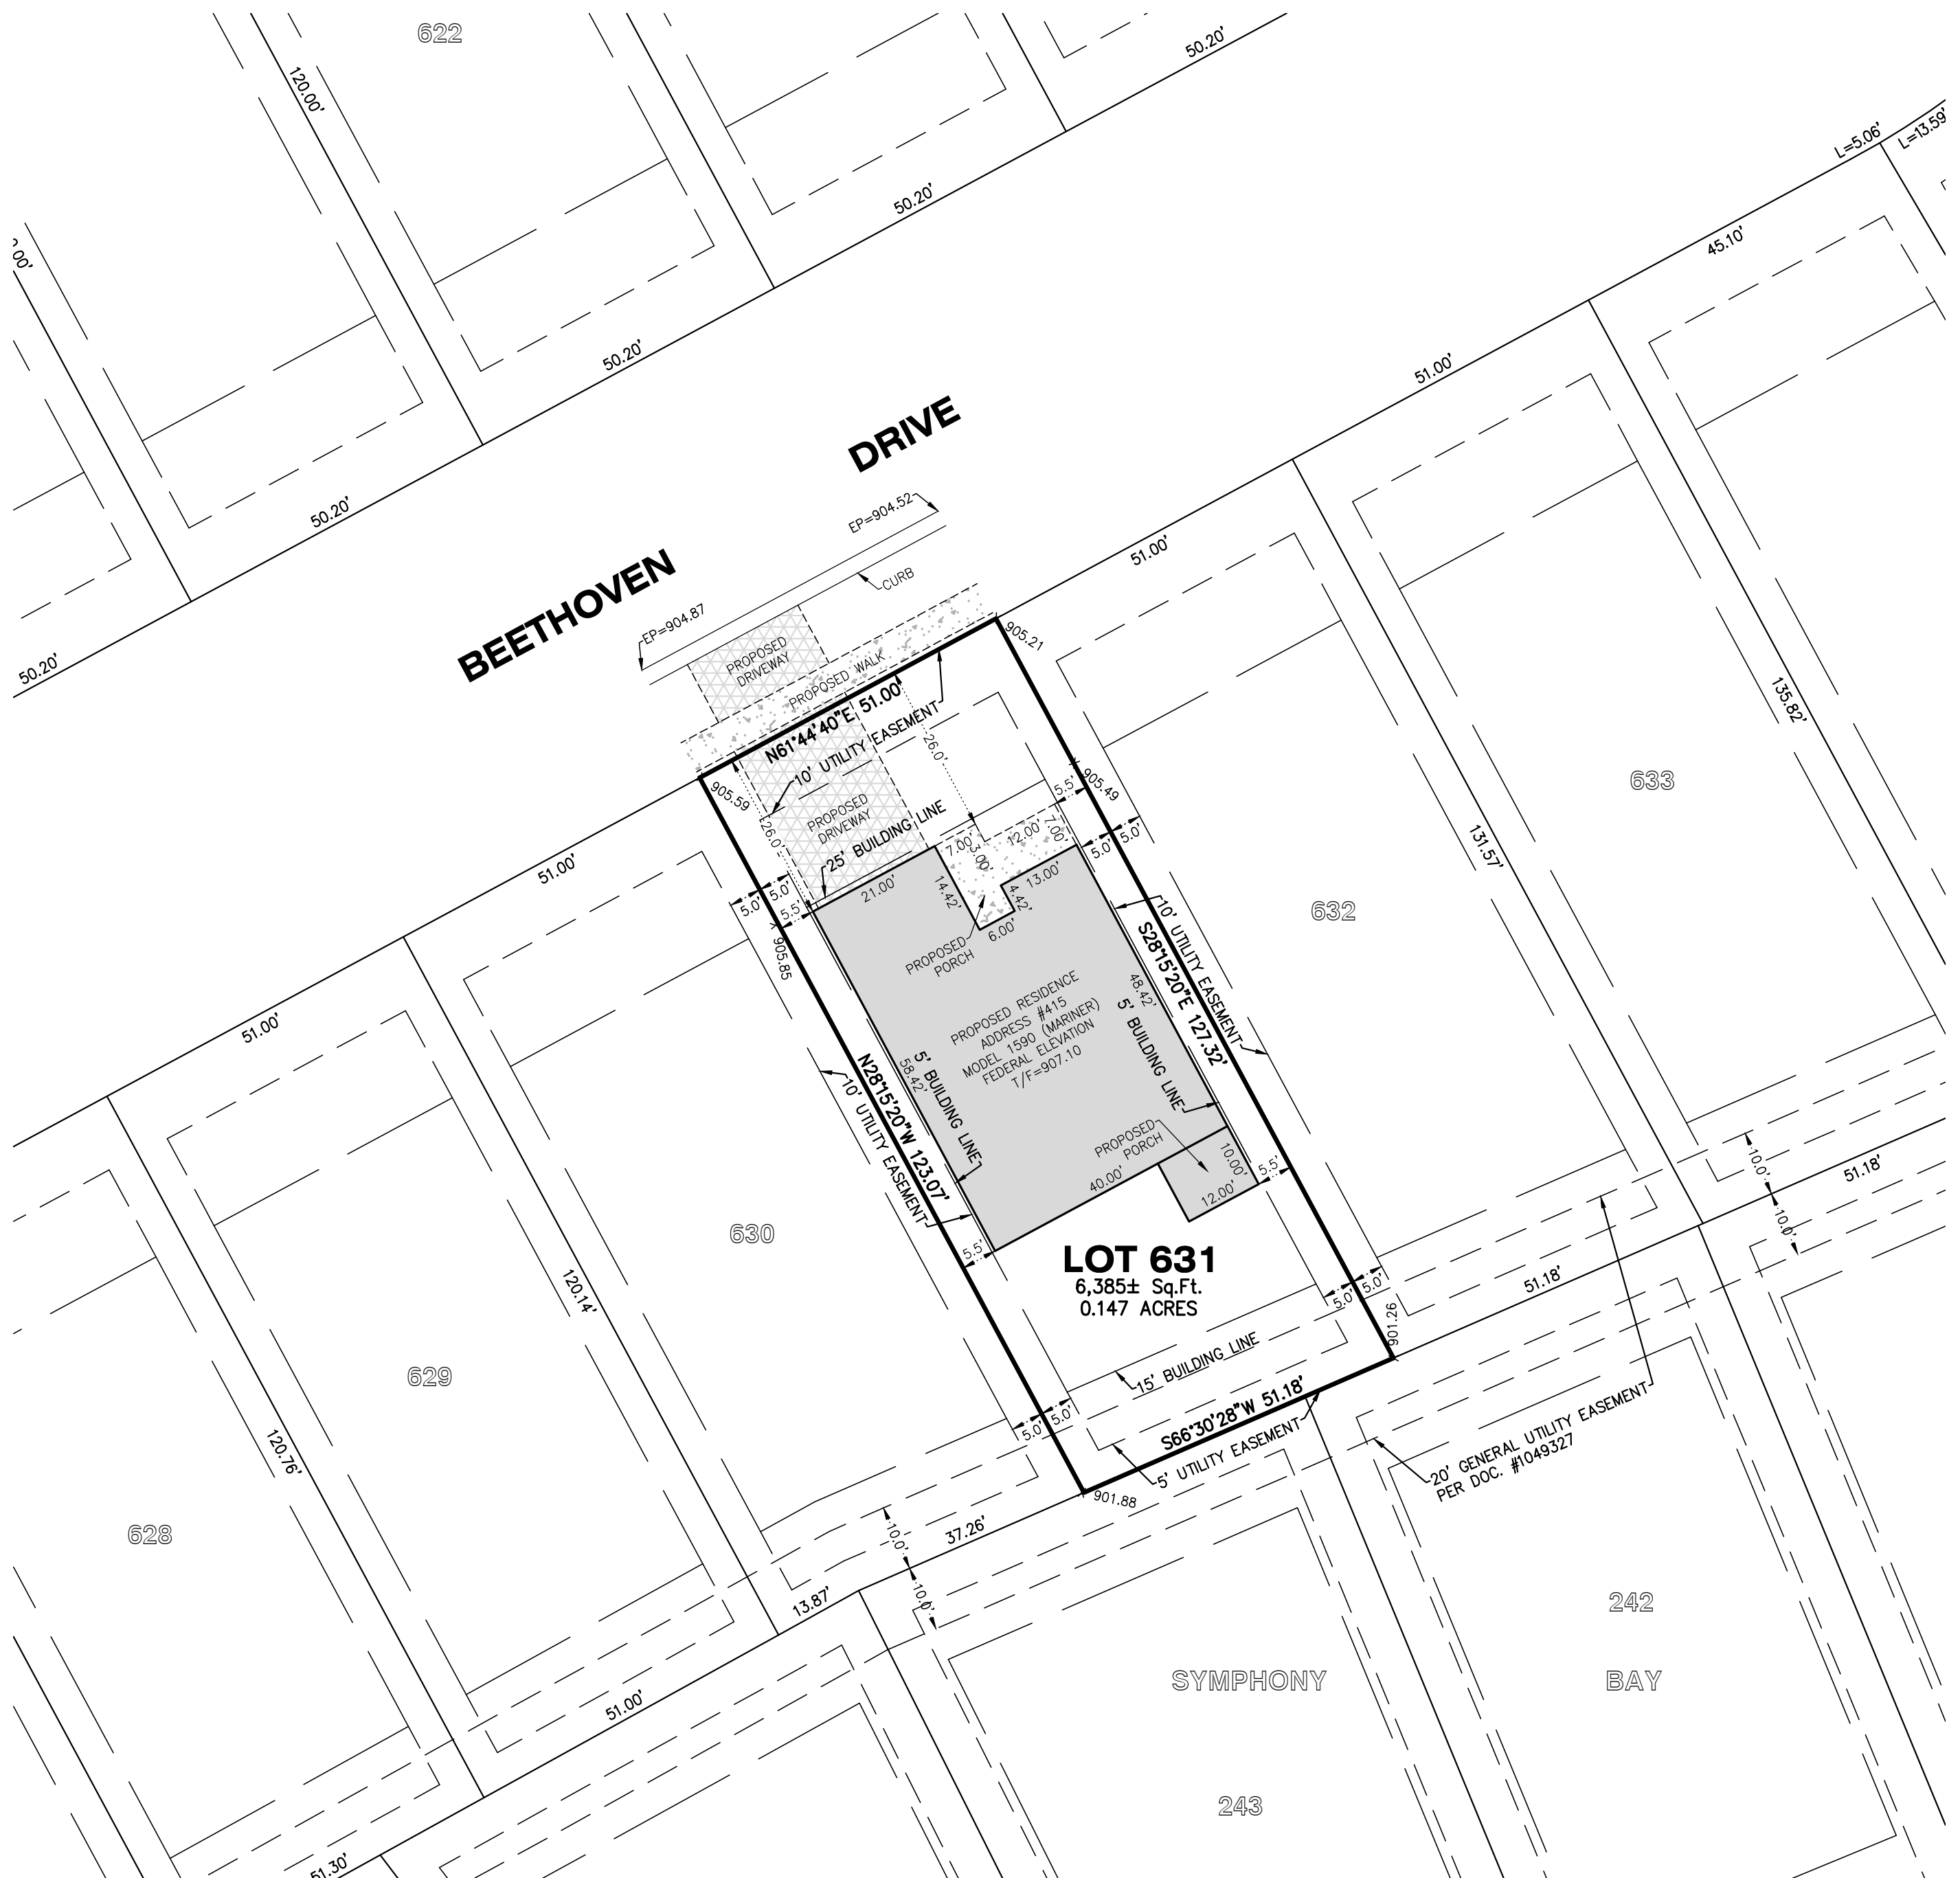 622
120.00'
50.20'
L=5.06'
L=13.59'
45.10'
50.20'
51.00'
50.20'
DRIVE
EP=904.52
50.20'
BEETHOVEN
CURB
51.00'
EP=904.87
50.20'
PROPOSED
DRIVEWAY
PROPOSED WALK
905.21
135.82'
N61°44'40"E 51.00'
10' UTILITY EASEMENT
26.0'
905.59
905.49
5.5'
633
26.0'
PROPOSED
DRIVEWAY
25' BUILDING LINE
7.00'
3.00'
12.00'
7.00'
5.0'
5.0'
131.57'
51.00'
5.0'
5.0'
5.5'
21.00'
14.42'
4.42'
13.00'
6.00'
632
905.85
PROPOSED
PORCH
10' UTILITY EASEMENT
S28°15'20"E 127.32'
48.42'
5' BUILDING LINE
51.00'
PROPOSED RESIDENCE
ADDRESS #415
MODEL 1590 (MARINER)
FEDERAL ELEVATION
T/F=907.10
5' BUILDING LINE
58.42'
N28°15'20"W 123.07'
10' UTILITY EASEMENT
PROPOSED
PORCH
40.00'
10.00'
12.00'
5.5'
5.5'
10.0'
10.0'
51.18'
630
LOT 631
6,385± Sq.Ft.
0.147 ACRES
120.14'
51.18'
5.0'
5.0'
901.26
15' BUILDING LINE
629
5.0'
5.0'
S66°30'28"W 51.18'
5' UTILITY EASEMENT
20' GENERAL UTILITY EASEMENT
PER DOC. #1049327
120.76'
901.88
628
37.26'
10.0'
10.0'
13.87'
242
51.00'
SYMPHONY
BAY
243
51.30'